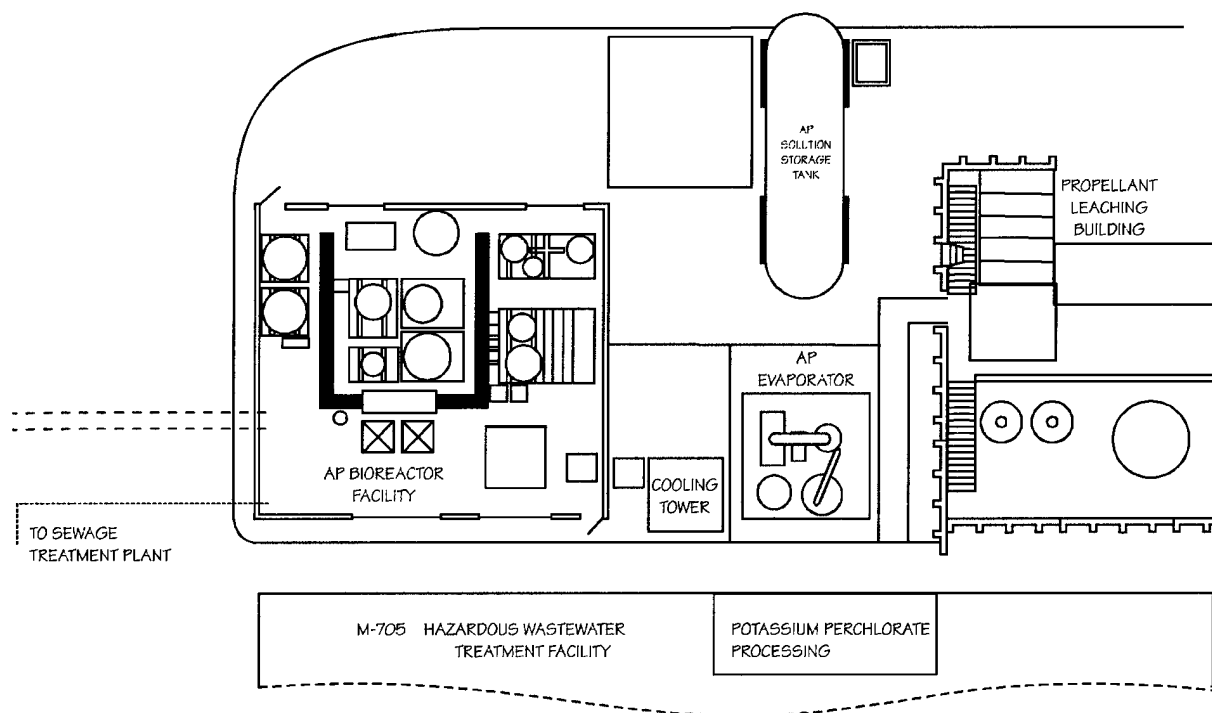 AP
SOLUTION
STORAGE
TANK
PROPELLANT
LEACHING
BUILDING
AP
EVAPORATOR
AP BIOREACTOR
FACILITY
COOLING
TOWER
TO SEWAGE
TREATMENT PLANT
M-705 HAZARDOUS WASTEWATER
TREATMENT FACILITY
POTASSIUM PERCHLORATE
PROCESSING